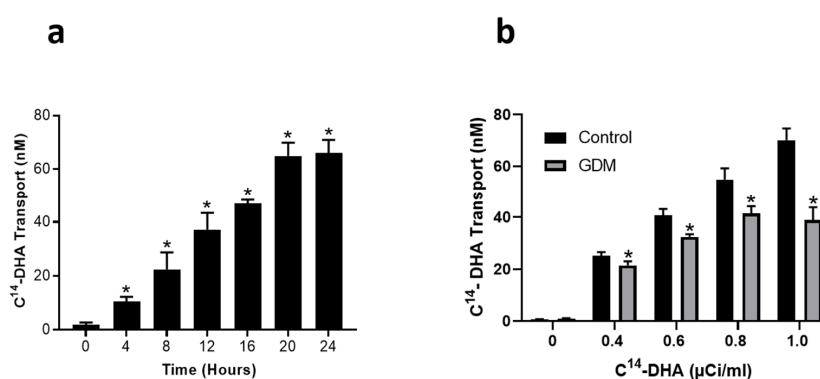 a
C¹⁴-DHA Transport (nM)
80
60
40
20
0
* * * * * *
0 4 8 12 16 20 24
Time (Hours)
b
C¹⁴- DHA Transport (nM)
80
60
40
20
0
Control
GDM
* * * *
0 0.4 0.6 0.8 1.0
C¹⁴-DHA (µCi/ml)